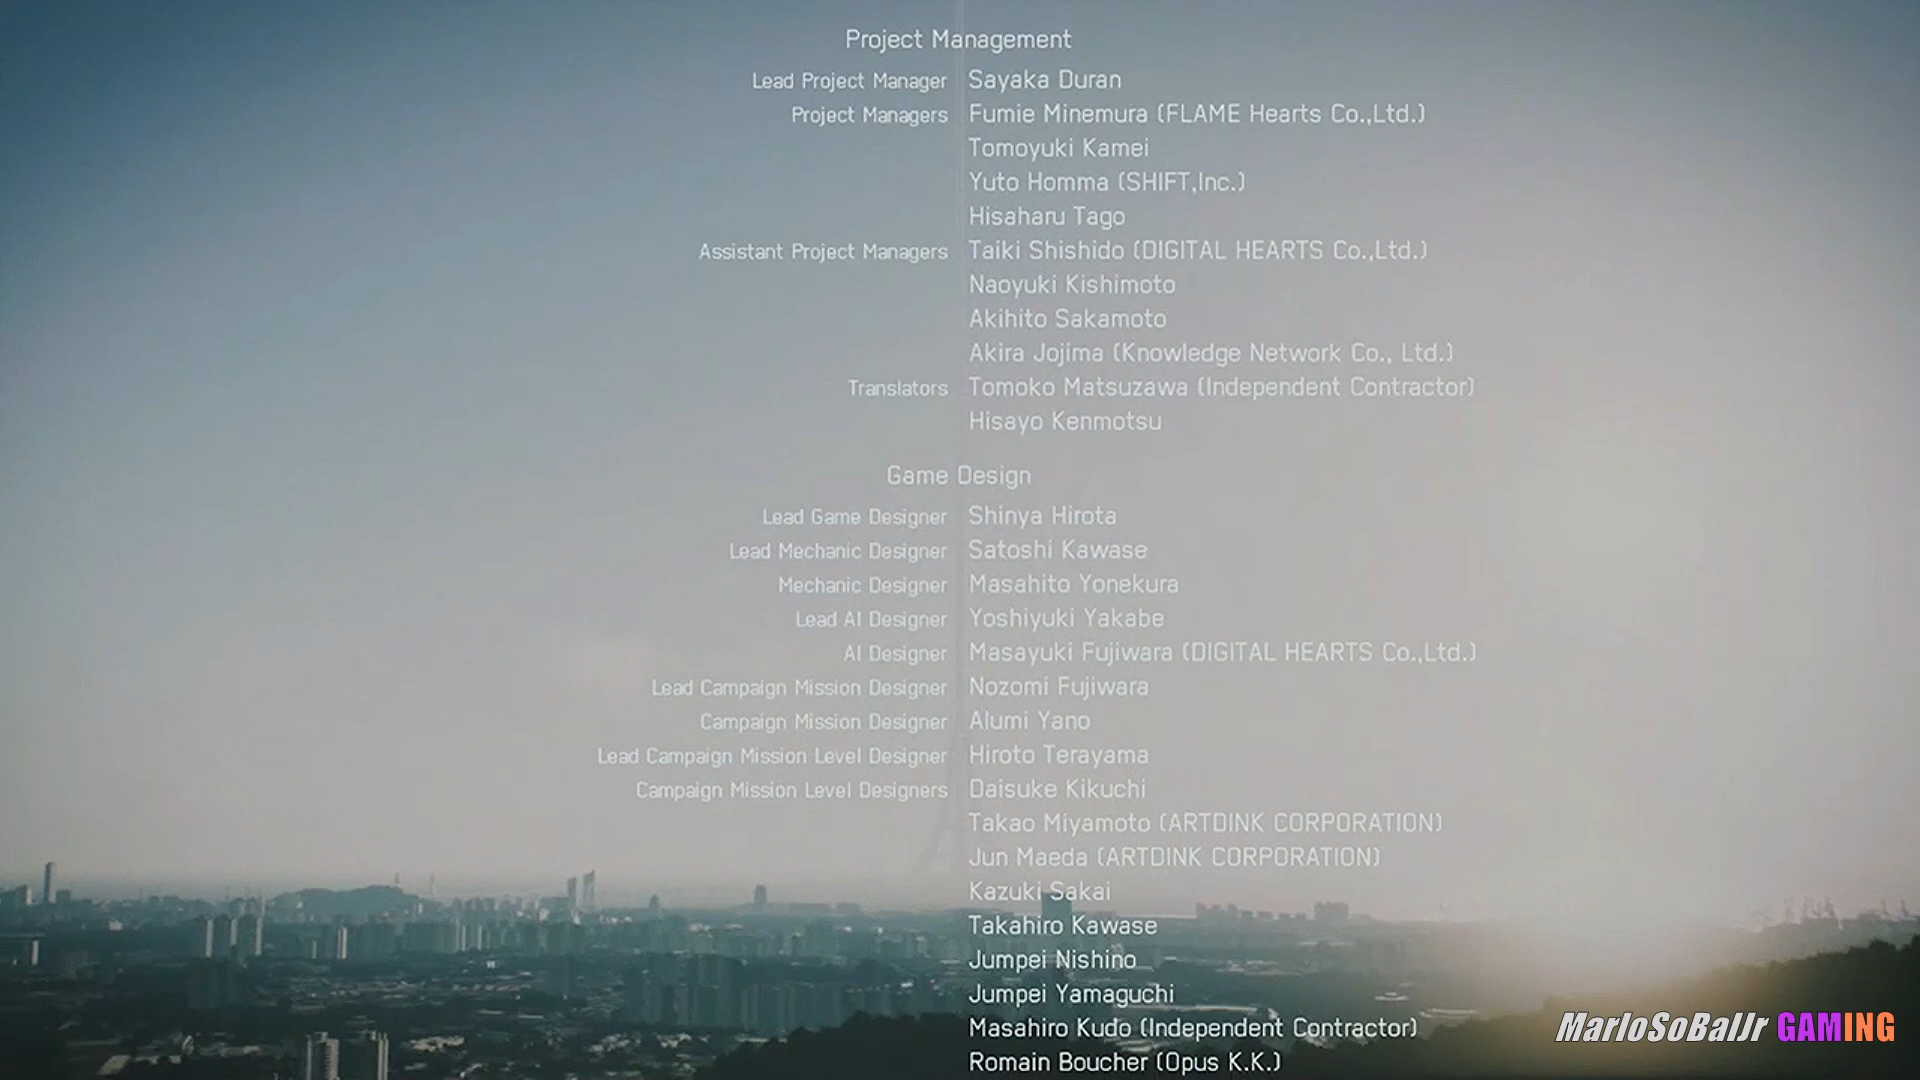 Project Management
Lead Project Manager Sayaka Duran
Project Managers Fumie Minemura (FLAME Hearts Co.,Ltd.)
Tomoyuki Kamei
Yuto Homma (SHIFT,Inc.)
Hisaharu Tago
Assistant Project Managers Taiki Shishido (DIGITAL HEARTS Co.,Ltd.)
Naoyuki Kishimoto
Akihito Sakamoto
Akira Jojima (Knowledge Network Co., Ltd.)
Translators Tomoko Matsuzawa (Independent Contractor)
Hisayo Kenmotsu
Game Design
Lead Game Designer Shinya Hirota
Lead Mechanic Designer Satoshi Kawase
Mechanic Designer Masahito Yonekura
Lead AI Designer Yoshiyuki Yakabe
AI Designer Masayuki Fujiwara (DIGITAL HEARTS Co.,Ltd.)
Lead Campaign Mission Designer Nozomi Fujiwara
Campaign Mission Designer Alumi Yano
Lead Campaign Mission Level Designer Hiroto Terayama
Campaign Mission Level Designers Daisuke Kikuchi
Takao Miyamoto (ARTDINK CORPORATION)
Jun Maeda (ARTDINK CORPORATION)
Kazuki Sakai
Takahiro Kawase
Jumpei Nishino
Jumpei Yamaguchi
Masahiro Kudo (Independent Contractor)
Romain Boucher (Opus K.K.)
MarloSoBalJr GAMING